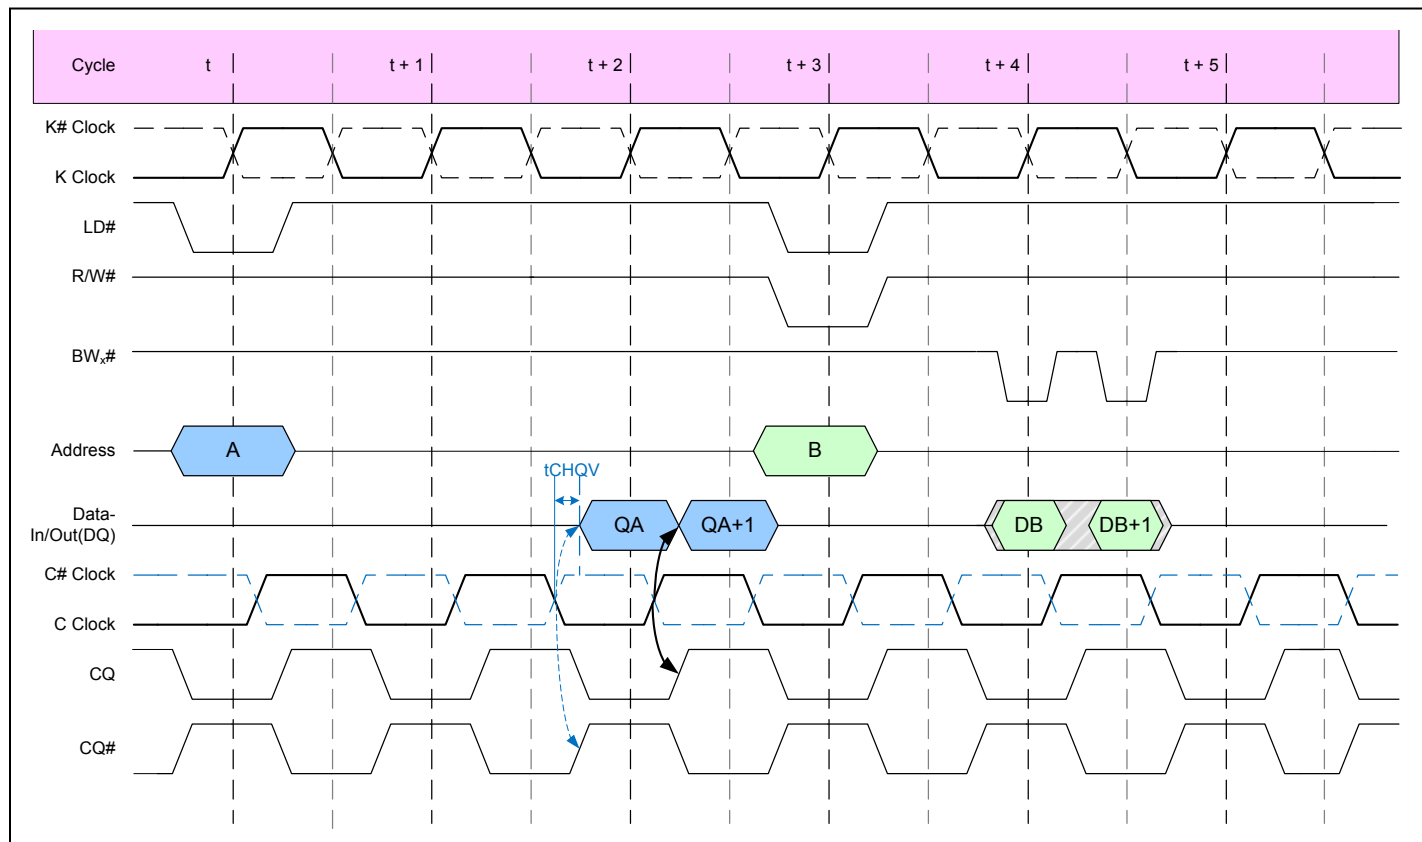 Cycle t t + 1 t + 2 t + 3 t + 4 t + 5
K# Clock
K Clock
LD#
R/W#
BWx#
Address A B
tCHQV
Data-
In/Out(DQ) QA QA+1 DB DB+1
C# Clock
C Clock
CQ
CQ#